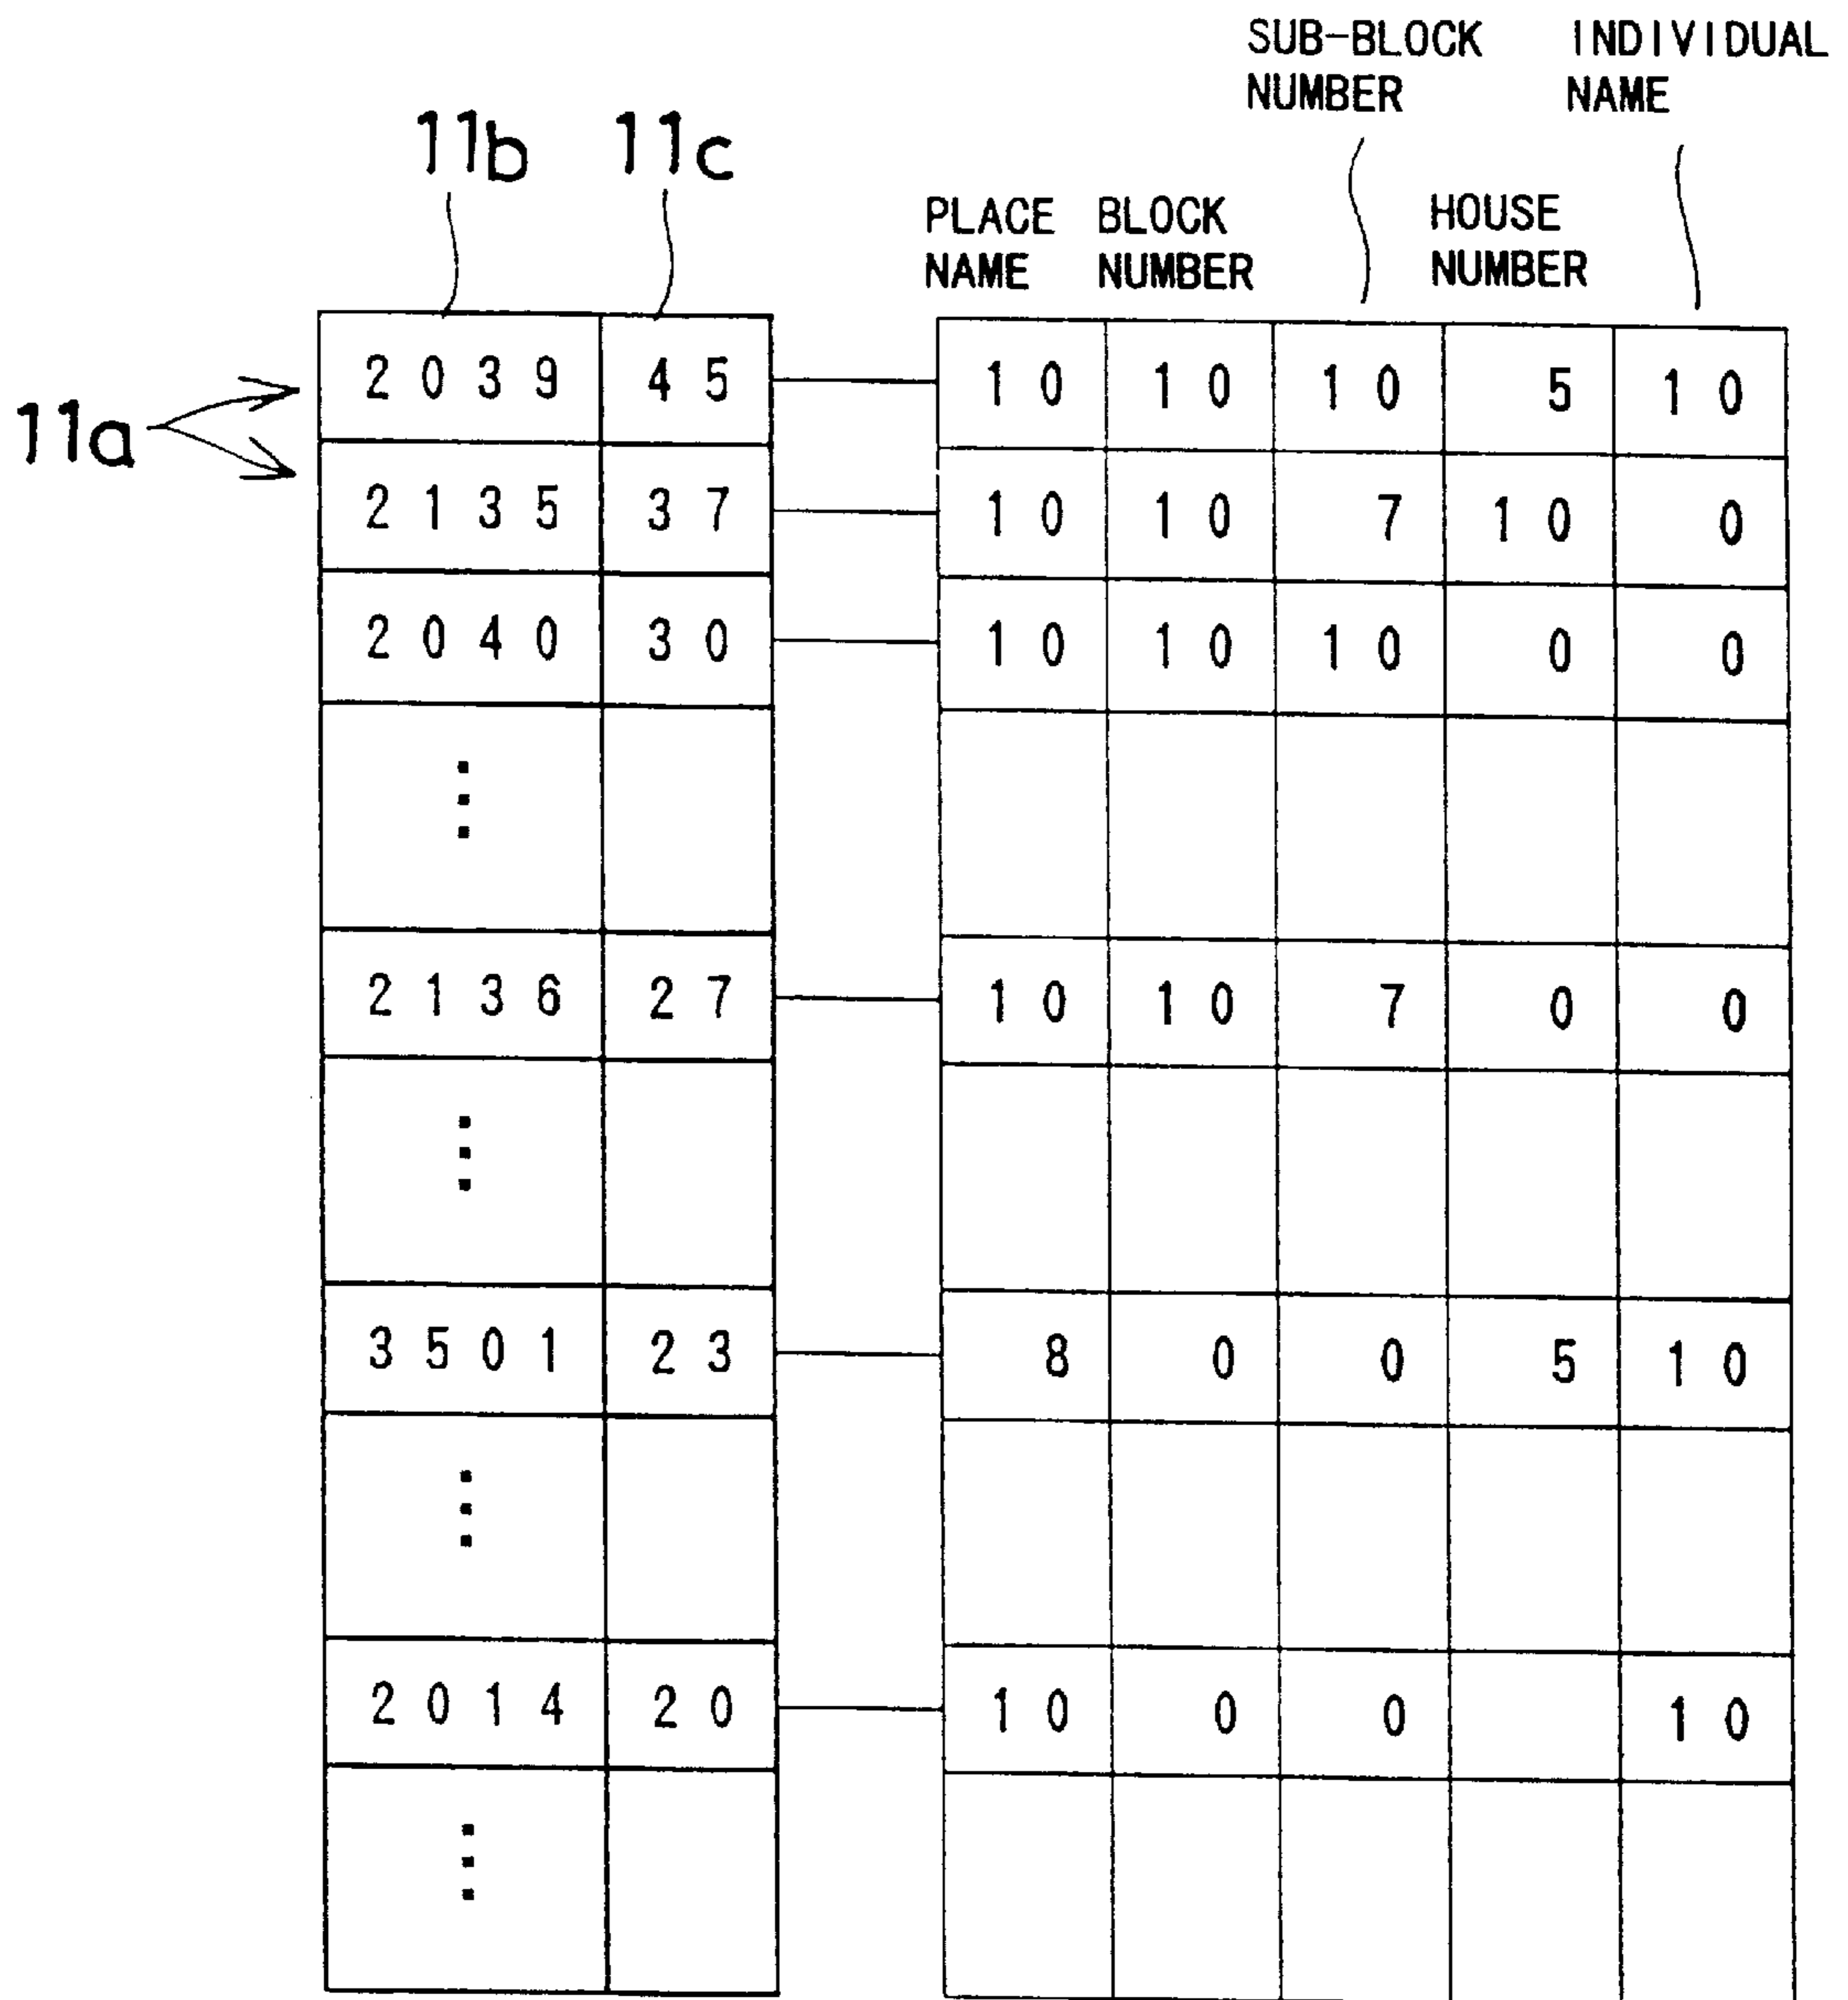 SUB-BLOCK NUMBER
INDIVIDUAL NAME
11b 11c
PLACE NAME
BLOCK NUMBER
HOUSE NUMBER
11a
2039 45 10 10 10 5 10
2135 37 10 10 7 10 0
2040 30 10 10 10 0 0
2136 27 10 10 7 0 0
3501 23 8 0 0 5 10
2014 20 10 0 0 10